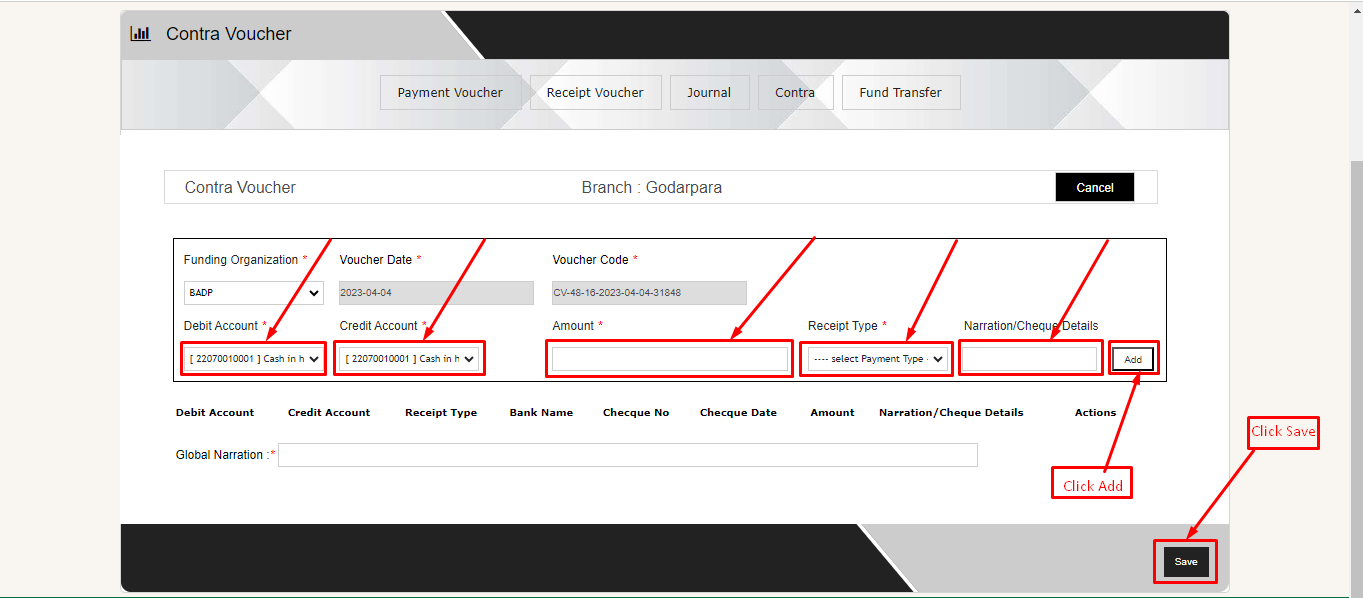 Contra Voucher
Payment Voucher Receipt Voucher Journal Contra Fund Transfer
Contra Voucher Branch : Godarpara Cancel
Funding Organization * Voucher Date * Voucher Code *
BADP 2023-04-04 CV-48-16-2023-04-04-31848
Debit Account * Credit Account * Amount * Receipt Type * Narration/Cheque Details
[ 22070010001 ] Cash in h [ 22070010001 ] Cash in h ---- select Payment Type - Add
Debit Account Credit Account Receipt Type Bank Name Checque No Checque Date Amount Narration/Cheque Details Actions
Click Save
Global Narration :*
Click Add
Save